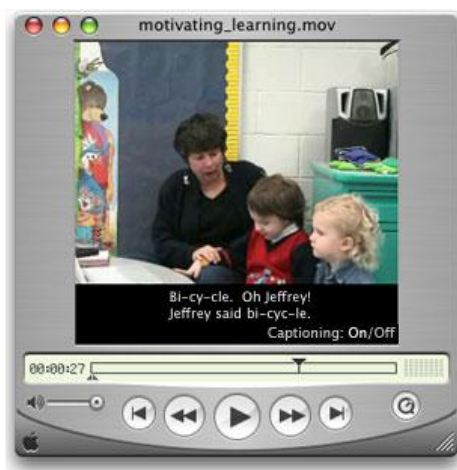 motivating_learning.mov
Bi-cy-cle. Oh Jeffrey!
Jeffrey said bi-cyc-le.
Captioning: On/Off
00:00:27